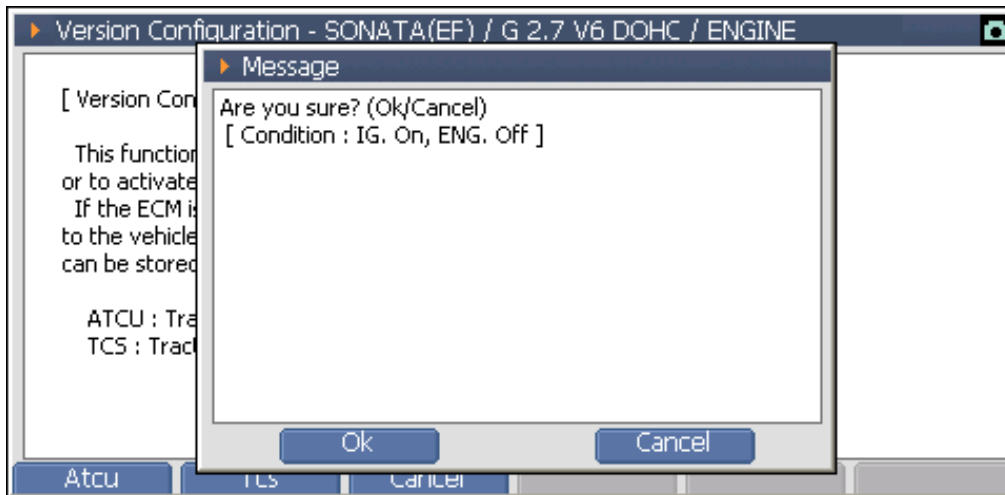 Version Configuration - SONATA(EF) / G 2.7 V6 DOHC / ENGINE
Message
[ Version Con
Are you sure? (Ok/Cancel)
[ Condition : IG. On, ENG. Off ]
This function
or to activate
If the ECM is
to the vehicle
can be stored
ATCU : Tra
TCS : Tract
Ok
Cancel
Atcu
Tcs
Cancel